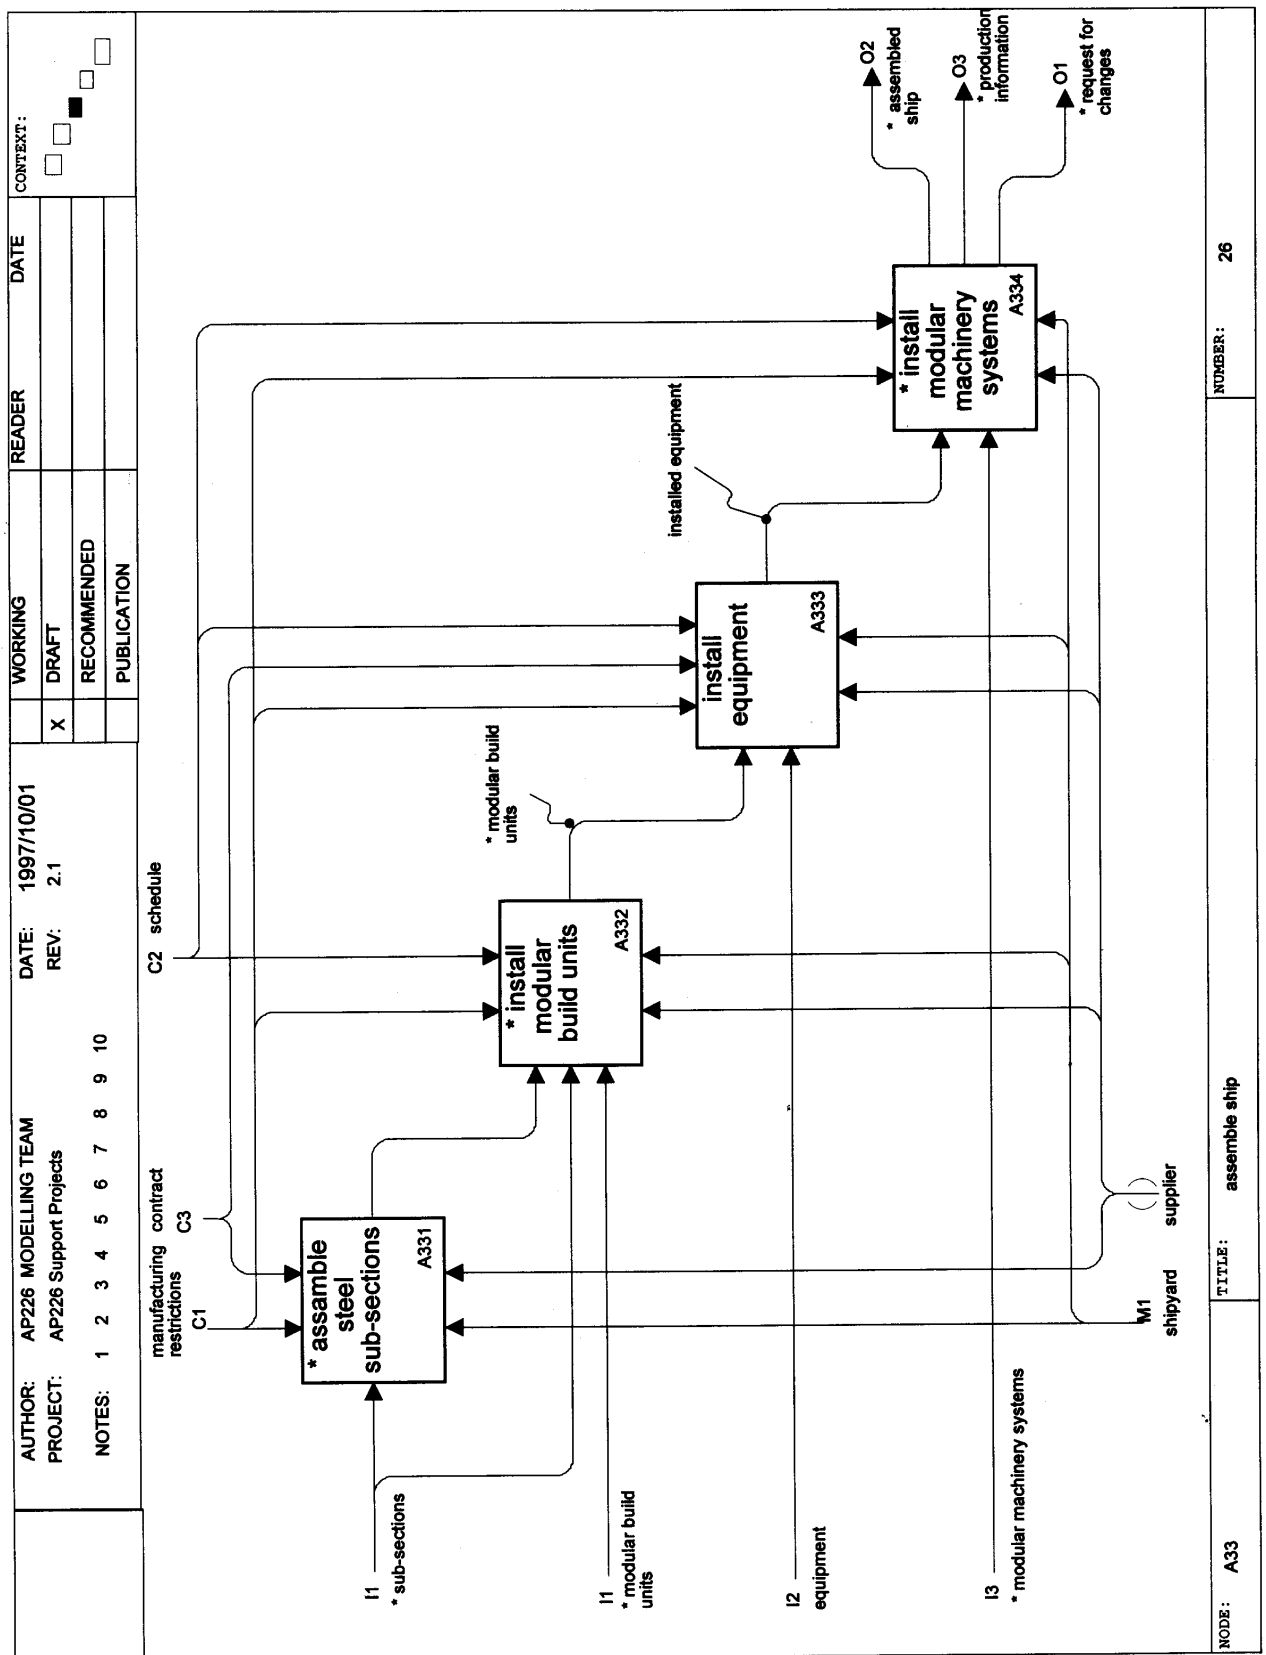 AUTHOR: AP226 MODELLING TEAM
DATE: 1997/10/01
WORKING
READER
DATE
CONTEXT:
PROJECT: AP226 Support Projects
REV: 2.1
X
DRAFT
RECOMMENDED
NOTES: 1 2 3 4 5 6 7 8 9 10
PUBLICATION
manufacturing
restrictions
C1
contract
C3
C2 schedule
* assamble
steel
sub-sections
A331
* install
modular
build units
A332
* modular build
units
install
equipment
A333
installed equipment
* install
modular
machinery
systems
A334
O2
* assembled
ship
O3
* production
information
O1
* request for
changes
I1
* sub-sections
I1
* modular build
units
I2
equipment
I3
* modular machinery systems
M1
shipyard
supplier
NODE: A33
TITLE: assemble ship
NUMBER: 26